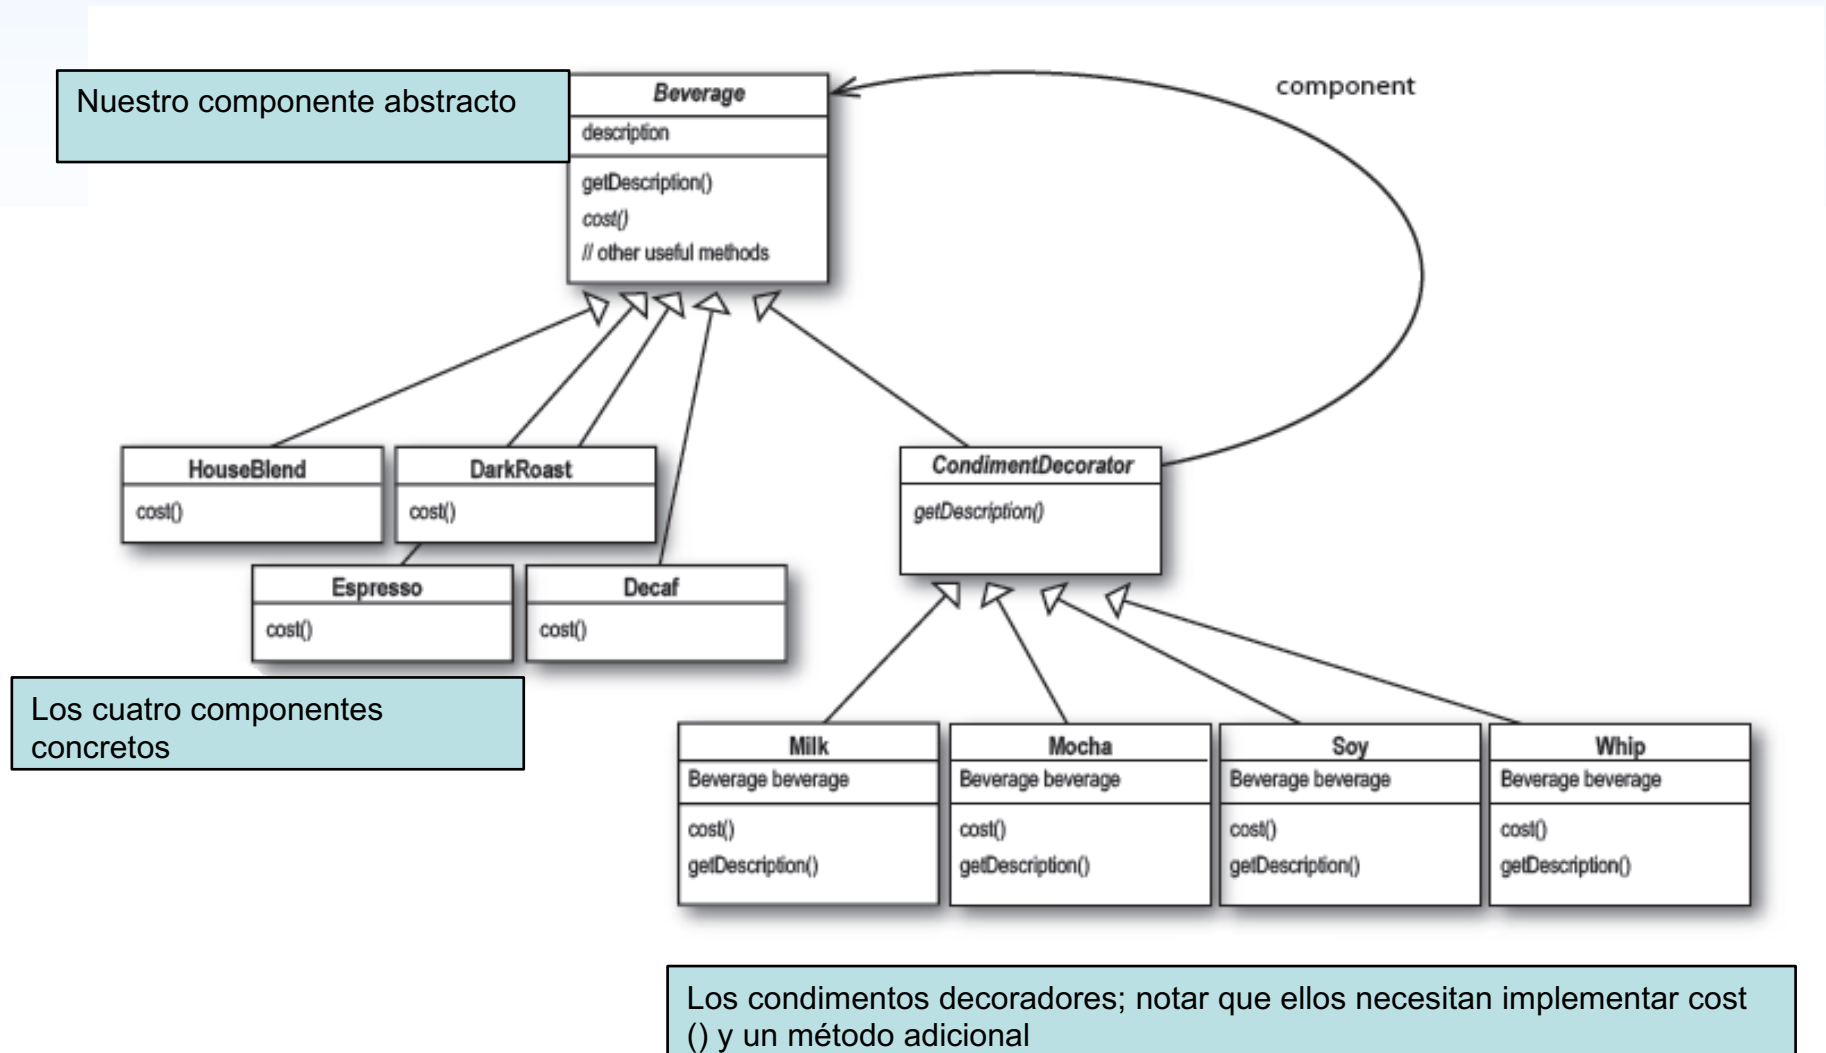 Nuestro componente abstracto
Beverage
description
getDescription()
cost()
// other useful methods
component
HouseBlend
cost()
DarkRoast
cost()
CondimentDecorator
getDescription()
Espresso
cost()
Decaf
cost()
Los cuatro componentes
concretos
Milk
Beverage beverage
cost()
getDescription()
Mocha
Beverage beverage
cost()
getDescription()
Soy
Beverage beverage
cost()
getDescription()
Whip
Beverage beverage
cost()
getDescription()
Los condimentos decoradores; notar que ellos necesitan implementar cost
() y un método adicional